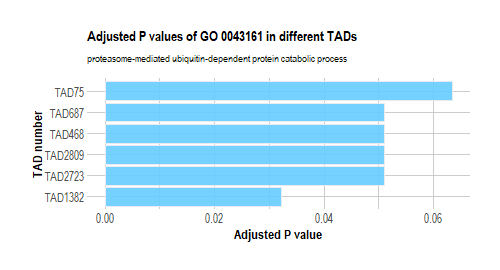 Adjusted P values of GO 0043161 in different TADs
proteasome-mediated ubiquitin-dependent protein catabolic process
TAD number
TAD75
TAD687
TAD468
TAD2809
TAD2723
TAD1382
0.00 0.02 0.04 0.06
Adjusted P value